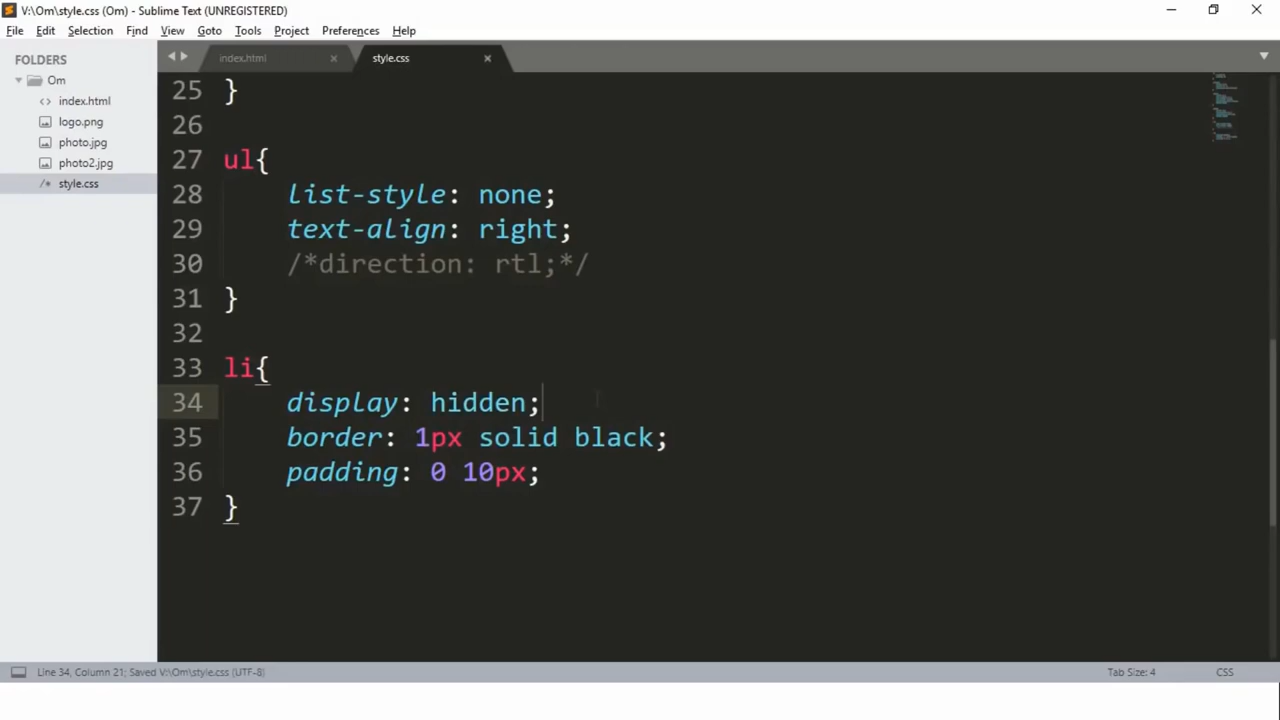 V:\Om\style.css (Om) - Sublime Text (UNREGISTERED)
File Edit Selection Find View Goto Tools Project Preferences Help
FOLDERS
Om
index.html
logo.png
photo.jpg
photo2.jpg
style.css
index.html style.css
25 }
26
27 ul{
28 list-style: none;
29 text-align: right;
30 /*direction: rtl;*/
31 }
32
33 li{
34 display: hidden;
35 border: 1px solid black;
36 padding: 0 10px;
37 }
Line 34, Column 21; Saved V:\Om\style.css (UTF-8) Tab Size: 4 CSS